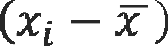 (xᵢ − x̅)